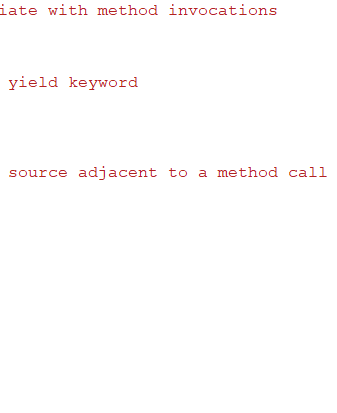 iate with method invocations
yield keyword
source adjacent to a method call